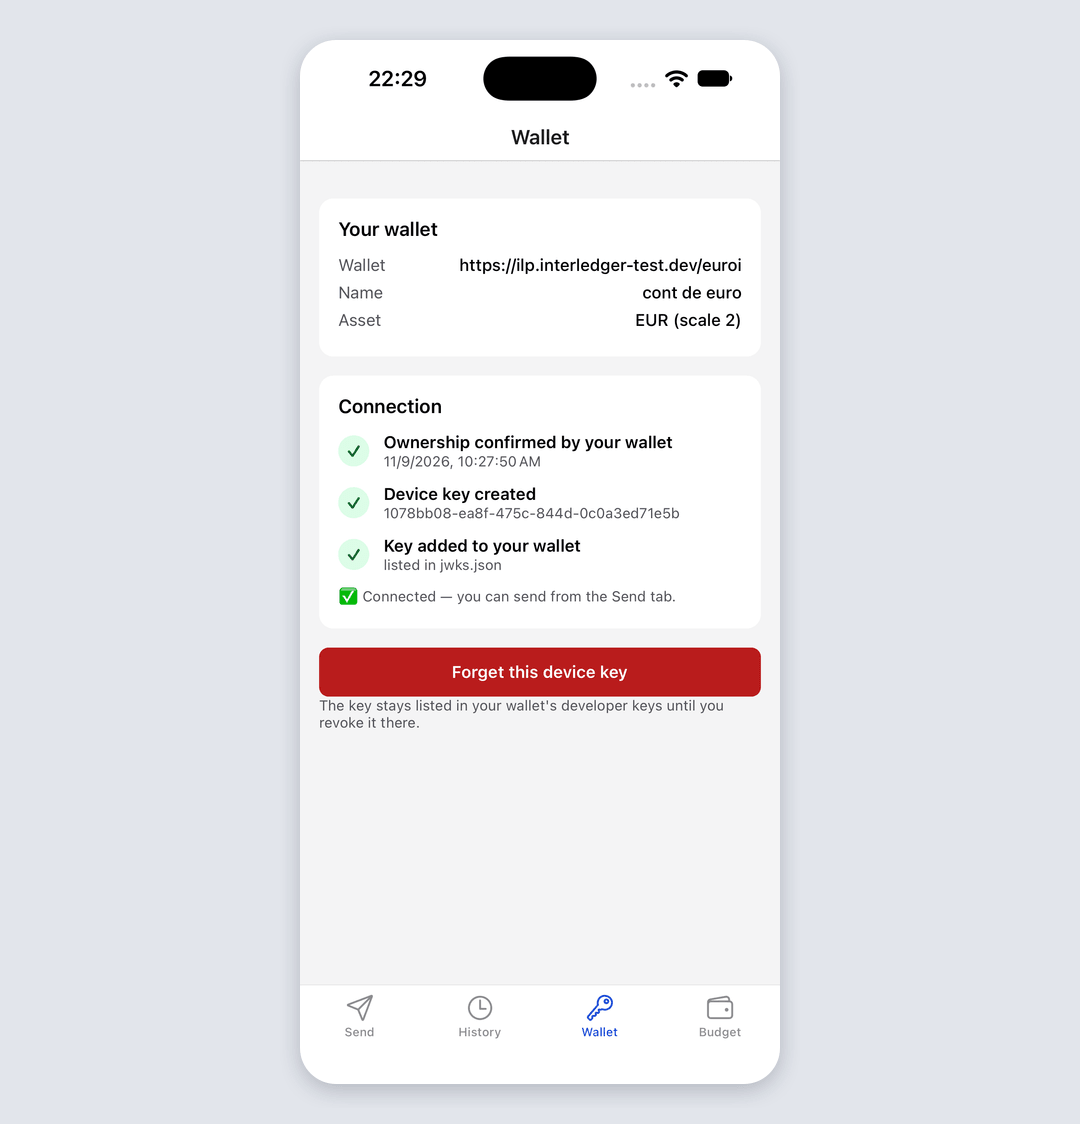 22:29
Wallet
Your wallet
Wallet https://ilp.interledger-test.dev/euroi
Name cont de euro
Asset EUR (scale 2)
Connection
Ownership confirmed by your wallet
11/9/2026, 10:27:50 AM
Device key created
1078bb08-ea8f-475c-844d-0c0a3ed71e5b
Key added to your wallet
listed in jwks.json
✅ Connected — you can send from the Send tab.
Forget this device key
The key stays listed in your wallet's developer keys until you
revoke it there.
Send History Wallet Budget